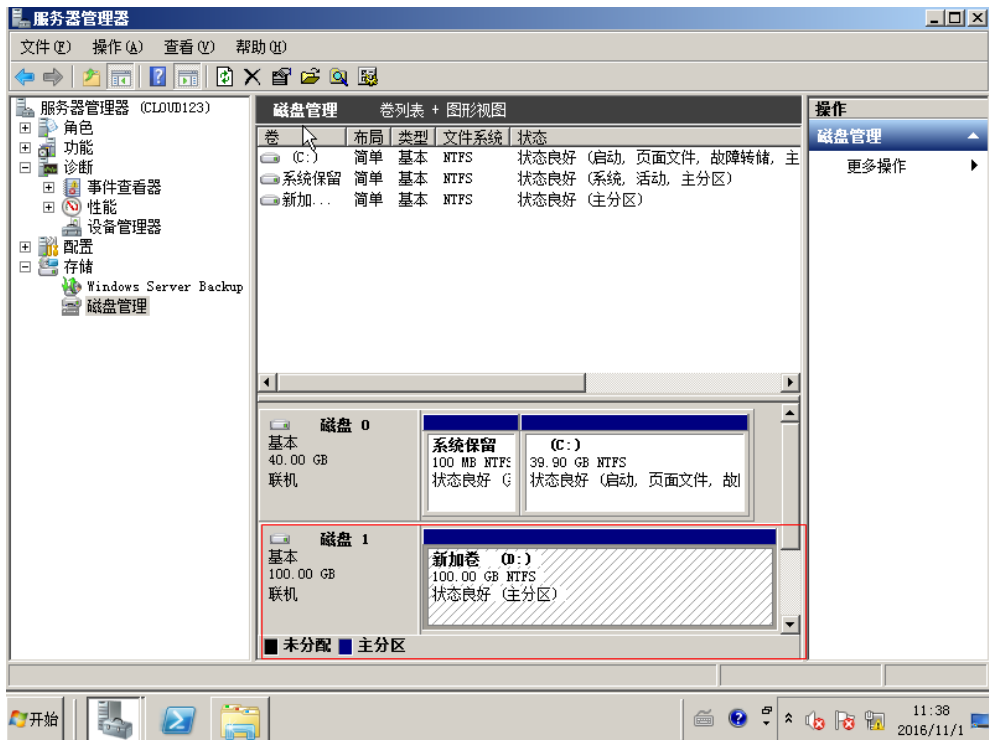 服务器管理器
文件(F) 操作(A) 查看(V) 帮助(H)
服务器管理器 (CLOUD123)
角色
功能
诊断
事件查看器
性能
设备管理器
配置
存储
Windows Server Backup
磁盘管理
磁盘管理 卷列表 + 图形视图
卷 布局 类型 文件系统 状态
(C:) 简单 基本 NTFS 状态良好 (启动, 页面文件, 故障转储, 主
系统保留 简单 基本 NTFS 状态良好 (系统, 活动, 主分区)
新加... 简单 基本 NTFS 状态良好 (主分区)
磁盘 0
基本
40.00 GB
联机
系统保留
100 MB NTFS
状态良好 (
(C:)
39.90 GB NTFS
状态良好 (启动, 页面文件, 故
磁盘 1
基本
100.00 GB
联机
新加卷 (D:)
100.00 GB NTFS
状态良好 (主分区)
未分配 主分区
操作
磁盘管理
更多操作
开始
11:38
2016/11/1